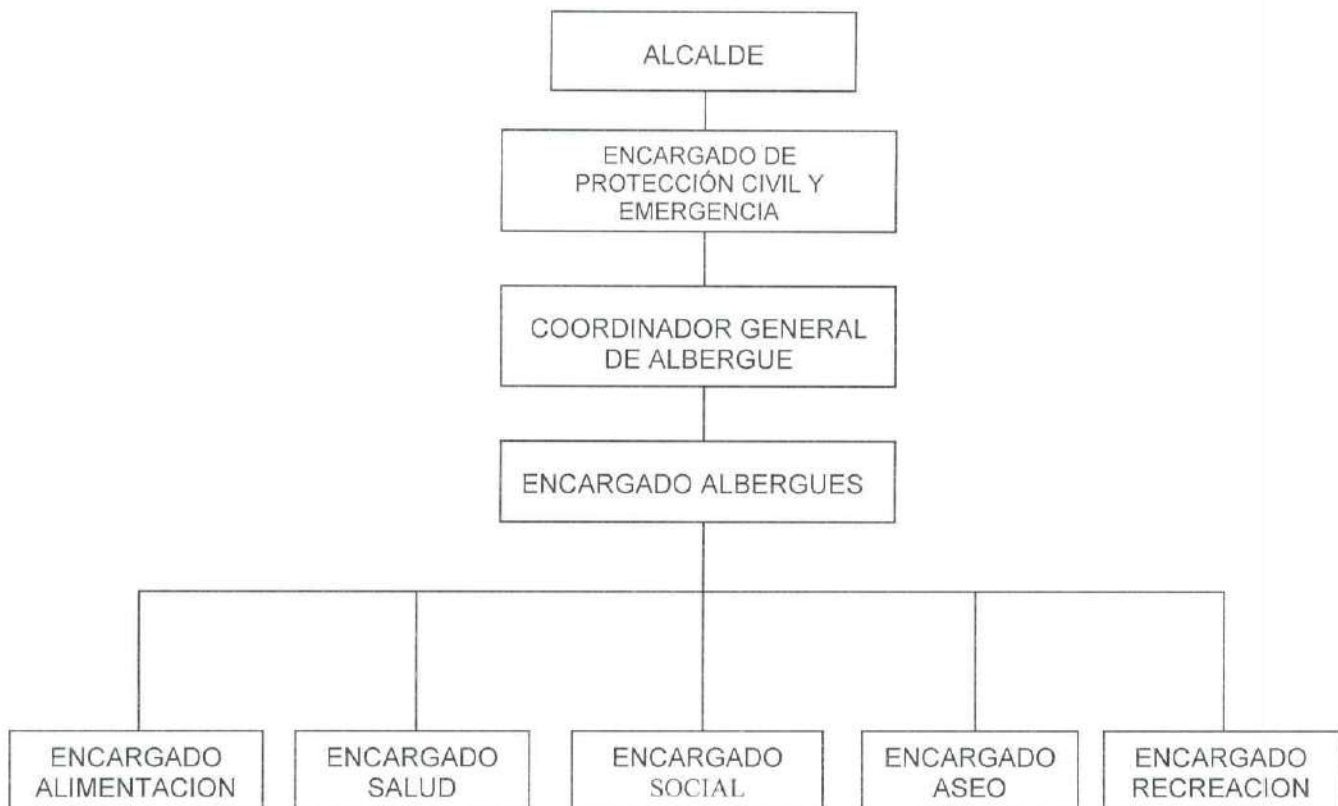 ALCALDE
ENCARGADO DE
PROTECCIÓN CIVIL Y
EMERGENCIA
COORDINADOR GENERAL
DE ALBERGUE
ENCARGADO ALBERGUES
ENCARGADO
ALIMENTACION
ENCARGADO
SALUD
ENCARGADO
SOCIAL
ENCARGADO
ASEO
ENCARGADO
RECREACION